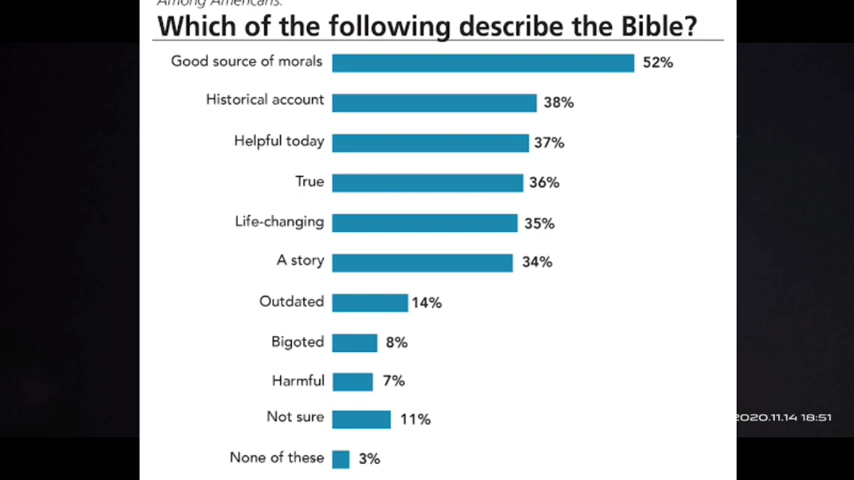 Among Americans:
Which of the following describe the Bible?
Good source of morals 52%
Historical account 38%
Helpful today 37%
True 36%
Life-changing 35%
A story 34%
Outdated 14%
Bigoted 8%
Harmful 7%
Not sure 11%
2020.11.14 18:51
None of these 3%